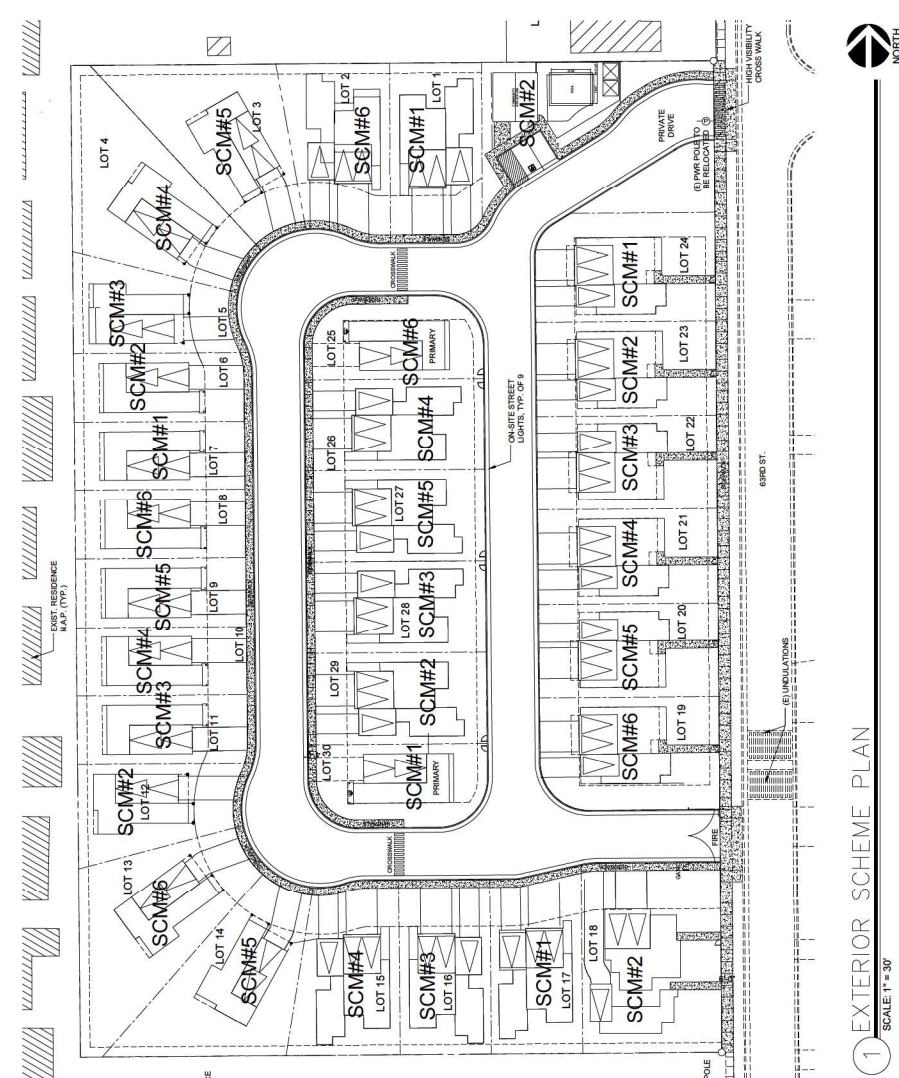 NORTH
HIGH VISIBILITY
CROSS WALK
PRIVATE
DRIVE
(E) PWR POLE TO
BE RELOCATED
SCM#2
POOL
LOT 1
SCM#1
LOT 2
SCM#6
LOT 3
SCM#5
LOT 4
SCM#4
SCM#3
LOT 5
SCM#2
LOT 6
SCM#1
LOT 7
SCM#6
LOT 8
SCM#5
LOT 9
SCM#4
LOT 10
SCM#3
LOT 11
SCM#2
LOT 12
LOT 13
SCM#6
LOT 14
SCM#5
SCM#4
LOT 15
SCM#3
LOT 16
SCM#1
LOT 17
LOT 18
SCM#2
CROSSWALK
LOT 25
SCM#6
PRIMARY
LOT 26
SCM#4
LOT 27
SCM#5
LOT 28
SCM#3
LOT 29
SCM#2
LOT 30
SCM#1
PRIMARY
CROSSWALK
ON-SITE STREET
LIGHTS, TYP. OF 9
SCM#1
LOT 24
SCM#2
LOT 23
SCM#3
LOT 22
SCM#4
LOT 21
SCM#5
LOT 20
SCM#6
LOT 19
FIRE
63RD ST.
(E) UNDULATIONS
EXIST. RESIDENCE
N.A.P. (TYP.)
POLE
1
EXTERIOR SCHEME PLAN
SCALE: 1" = 30'